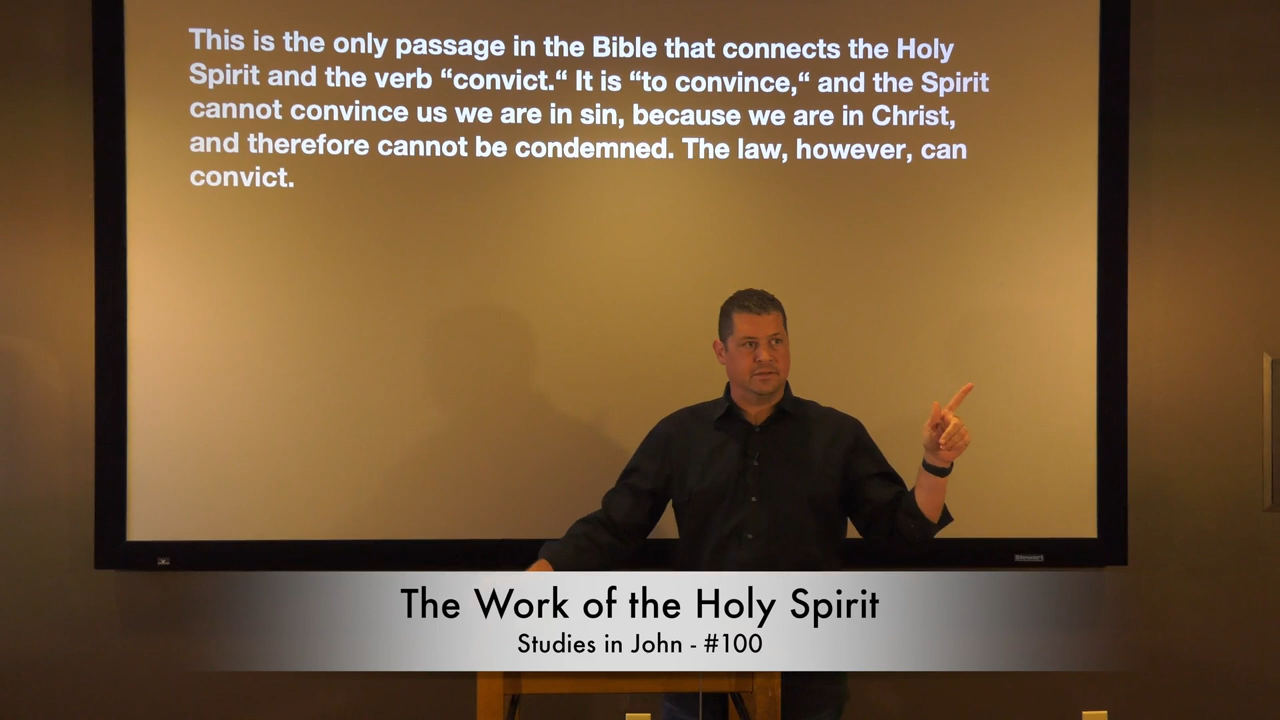 This is the only passage in the Bible that connects the Holy
Spirit and the verb “convict.“ It is “to convince,“ and the Spirit
cannot convince us we are in sin, because we are in Christ,
and therefore cannot be condemned. The law, however, can
convict.
Stewart
The Work of the Holy Spirit
Studies in John - #100